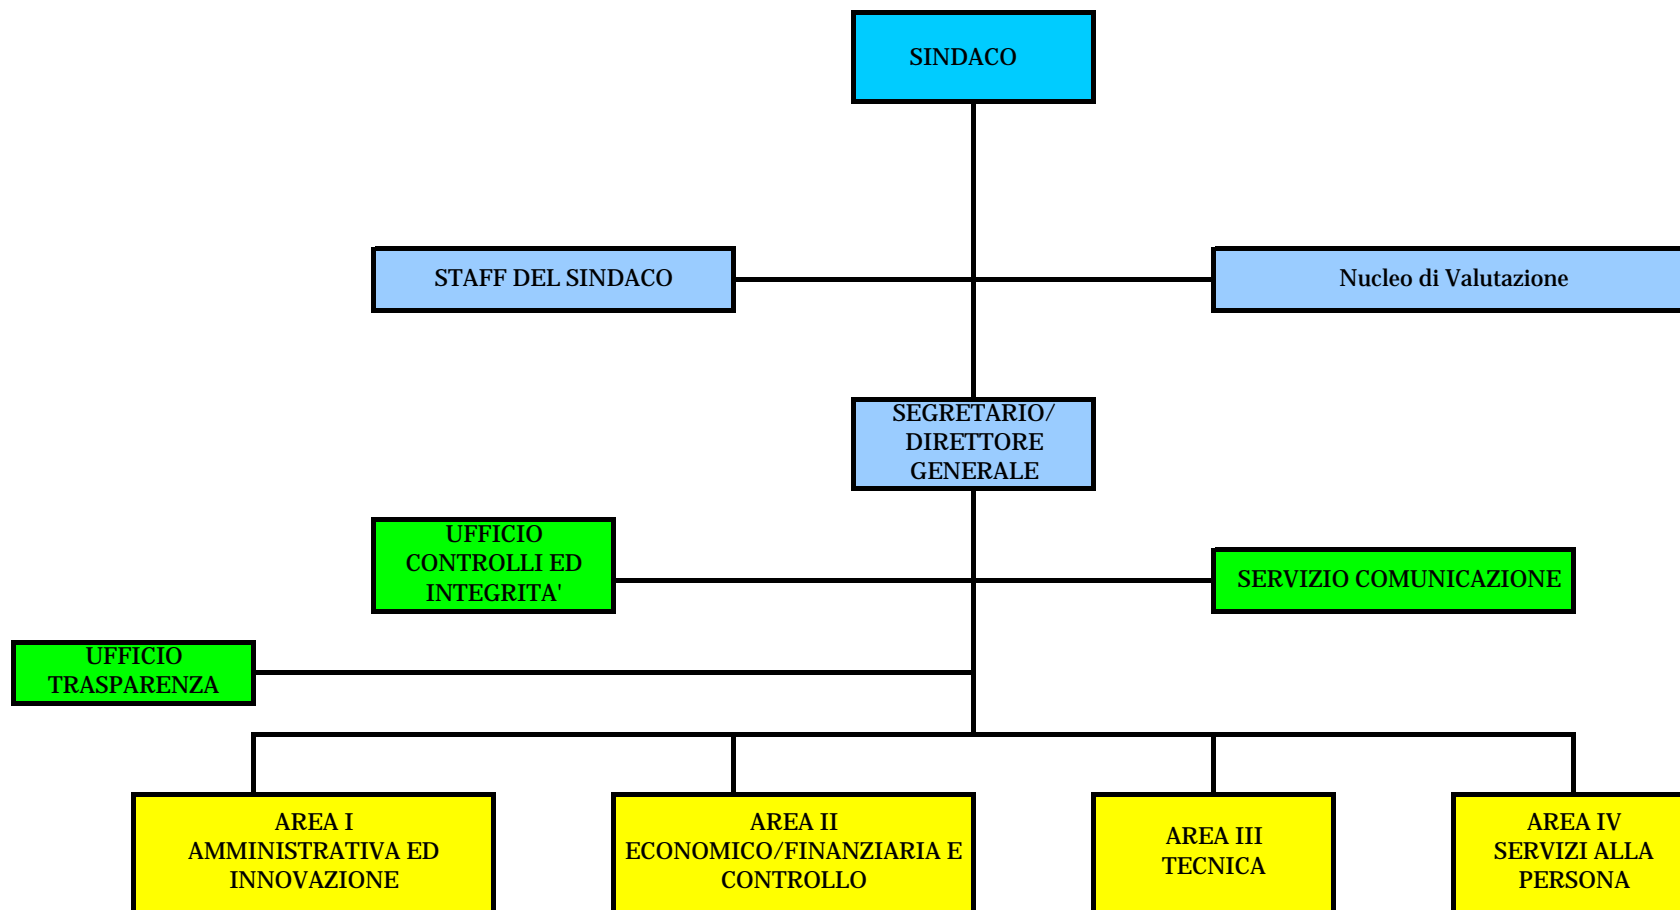 SINDACO
STAFF DEL SINDACO
Nucleo di Valutazione
SEGRETARIO/
DIRETTORE
GENERALE
UFFICIO
CONTROLLI ED
INTEGRITA'
SERVIZIO COMUNICAZIONE
UFFICIO
TRASPARENZA
AREA I
AMMINISTRATIVA ED
INNOVAZIONE
AREA II
ECONOMICO/FINANZIARIA E
CONTROLLO
AREA III
TECNICA
AREA IV
SERVIZI ALLA
PERSONA